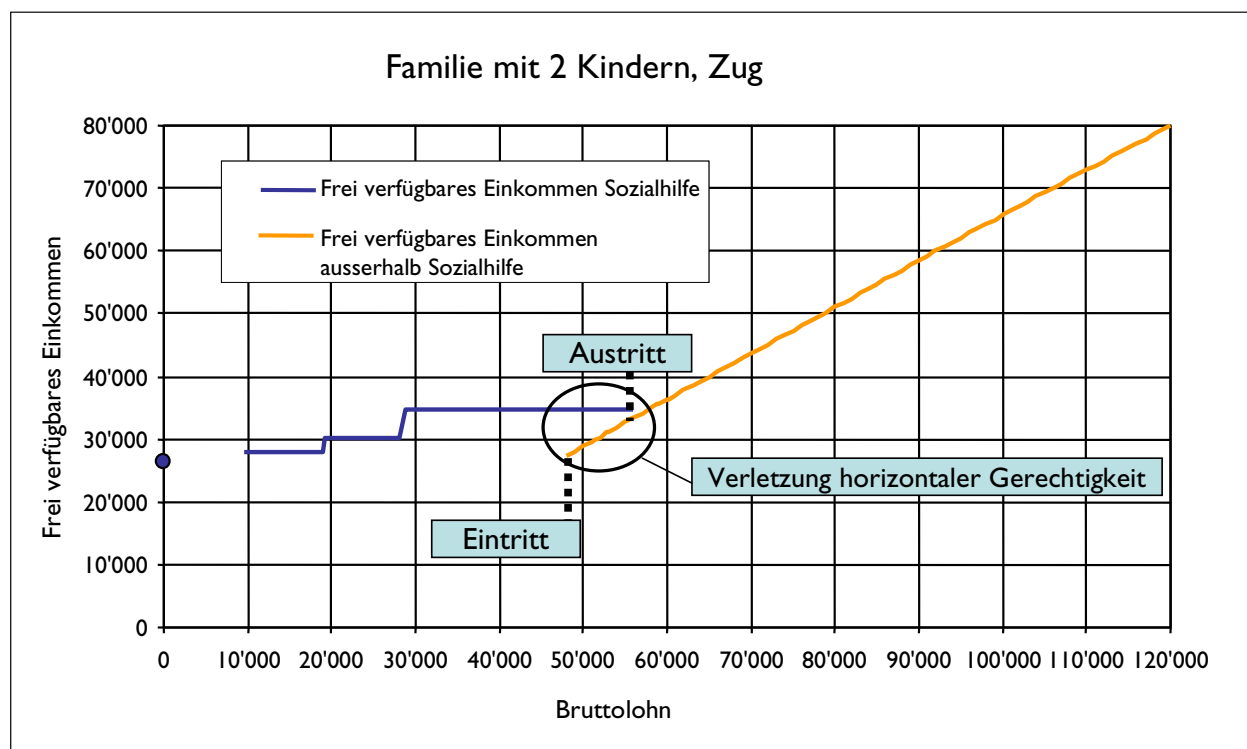 Familie mit 2 Kindern, Zug
Frei verfügbares Einkommen
80'000
70'000
60'000
50'000
40'000
30'000
20'000
10'000
0
Frei verfügbares Einkommen Sozialhilfe
Frei verfügbares Einkommen
ausserhalb Sozialhilfe
Austritt
Verletzung horizontaler Gerechtigkeit
Eintritt
0 10'000 20'000 30'000 40'000 50'000 60'000 70'000 80'000 90'000 100'000 110'000 120'000
Bruttolohn